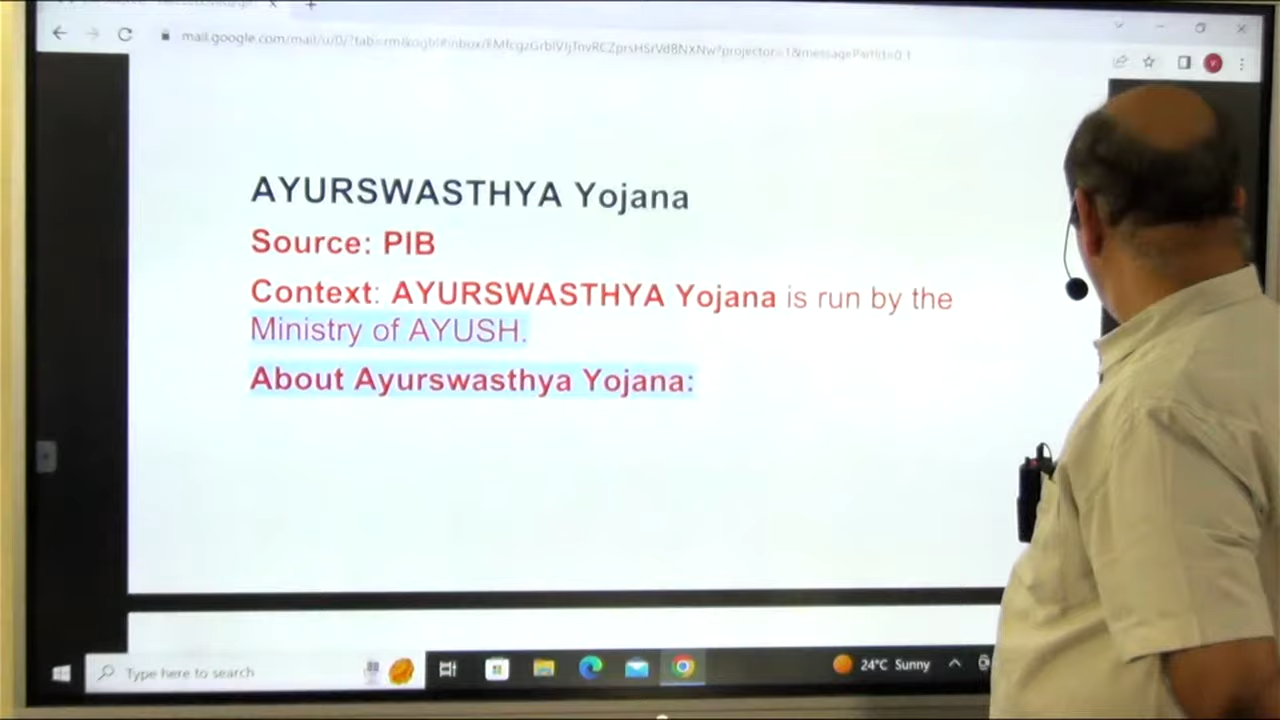 AYURSWASTHYA Yojana
Source: PIB
Context: AYURSWASTHYA Yojana is run by the
Ministry of AYUSH.
About Ayurswasthya Yojana:
Type here to search
24°C Sunny